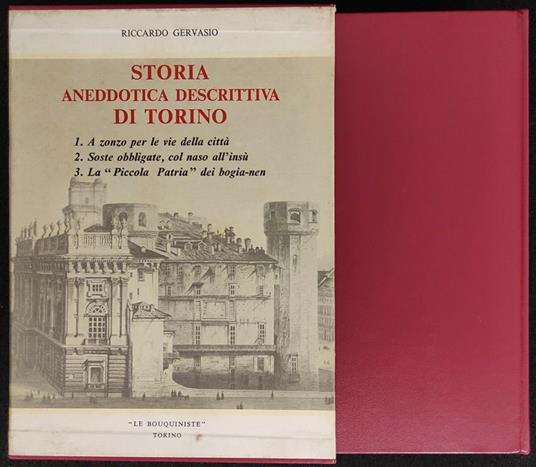 RICCARDO GERVASIO
STORIA
ANEDDOTICA DESCRITTIVA
DI TORINO
1. A zonzo per le vie della città
2. Soste obbligate, col naso all'insù
3. La "Piccola Patria" dei bogia-nen
"LE BOUQUINISTE"
TORINO